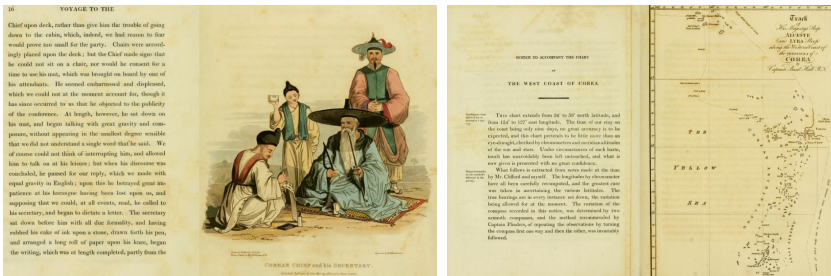 16 VOYAGE TO THE
Chief upon deck, rather than give him the trouble of going
down to the cabin, which, indeed, we had reason to fear
would prove too small for the party. Chairs were accord-
ingly placed upon the deck; but the Chief made signs that
he could not sit on a chair, nor would he consent for a
time to use his mat, which was brought on board by one of
his attendants. He seemed embarrassed and displeased,
which we could not at the moment account for, though it
has since occurred to us that he objected to the publicity
of the conference. At length, however, he sat down on
his mat, and began talking with great gravity and com-
posure, without appearing in the smallest degree sensible
that we did not understand a single word that he said. We
of course could not think of interrupting him, and allowed
him to talk on at his leisure; but when his discourse was
concluded, he paused for our reply, which we made with
equal gravity in English; upon this he betrayed great im-
patience at his harangue having been lost upon us, and
supposing that we could, at all events, read, he called to
his secretary, and began to dictate a letter. The secretary
sat down before him with all due formality, and having
rubbed his cake of ink upon a stone, drawn forth his pen,
and arranged a long roll of paper upon his knee, began
the writing, which was at length completed, partly from the
COREAN CHIEF and his SECRETARY.
NOTICE TO ACCOMPANY THE CHART
OF
THE WEST COAST OF COREA.
This chart extends from 34° to 38° north latitude, and
from 124° to 127° east longitude. The time of our stay on
the coast being only nine days, no great accuracy is to be
expected, and this chart pretends to be little more than an
eye-draught, checked by chronometers and meridian altitudes
of the sun and stars. Under circumstances of such haste,
much has unavoidably been left untouched, and what is
now given is presented with no great confidence.
What follows is extracted from notes made at the time
by Mr. Clifford and myself. The longitudes by chronometer
have all been carefully recomputed, and the greatest care
was taken in ascertaining the various latitudes. The
true bearings are in every instance set down, the variation
being allowed for at the moment. The variation of the
compass recorded in this notice, was determined by two
azimuth compasses, and the method recommended by
Captain Flinders, of repeating the observations by turning
the compass first one way and then the other, was invariably
followed.
Track
of
His Majesty's Ship
ALCESTE
and LYRA Sloop
along the Western Coast of
the PENINSULA of
COREA
by
Captain Basil Hall R.N.
THE
YELLOW
SEA